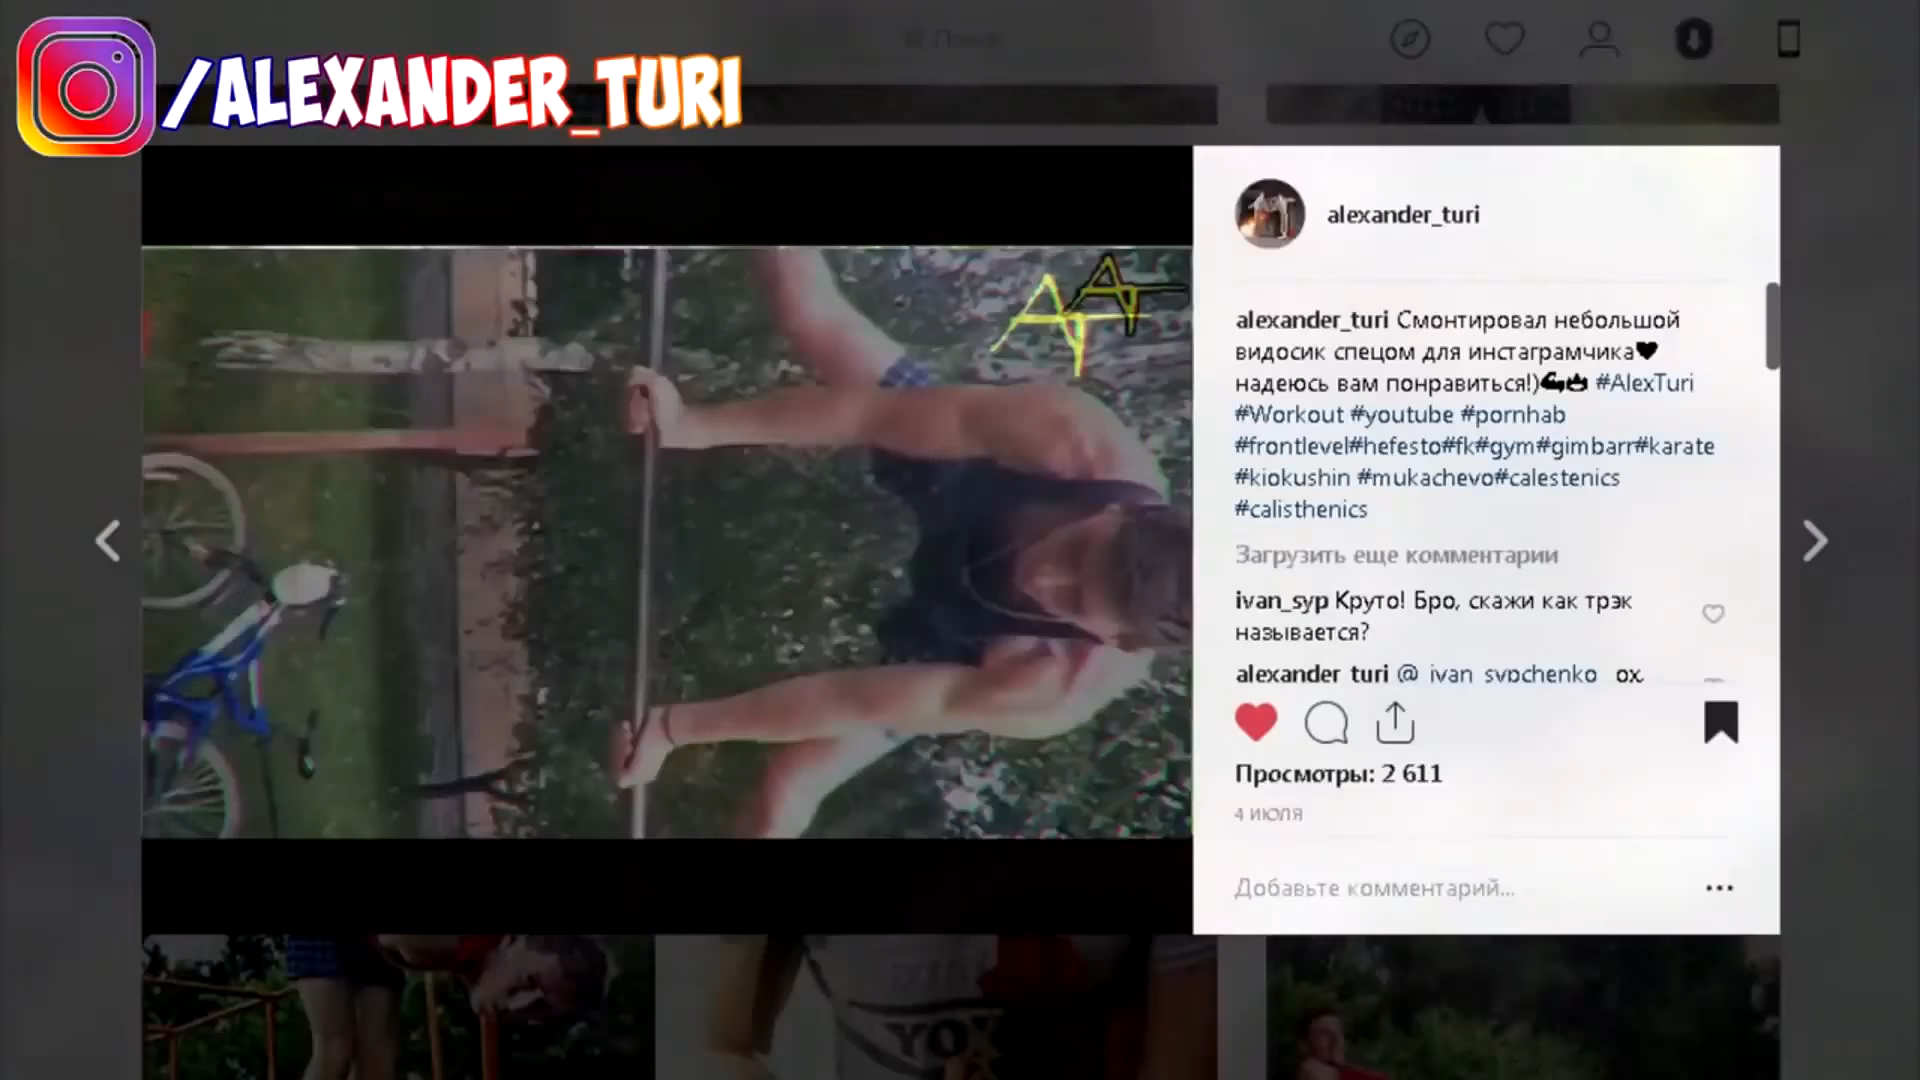 /ALEXANDER_TURI
alexander_turi
alexander_turi Смонтировал небольшой
видосик спецом для инстаграмчика🖤
надеюсь вам понравиться!) #AlexTuri
#Workout #youtube #pornhab
#frontlevel#hefesto#fk#gym#gimbarr#karate
#kiokushin #mukachevo#calestenics
#calisthenics
Загрузить еще комментарии
ivan_syp Круто! Бро, скажи как трэк
называется?
alexander_turi @_ivan_sypchenko_ ох
Просмотры: 2 611
4 ИЮЛЯ
Добавьте комментарий...